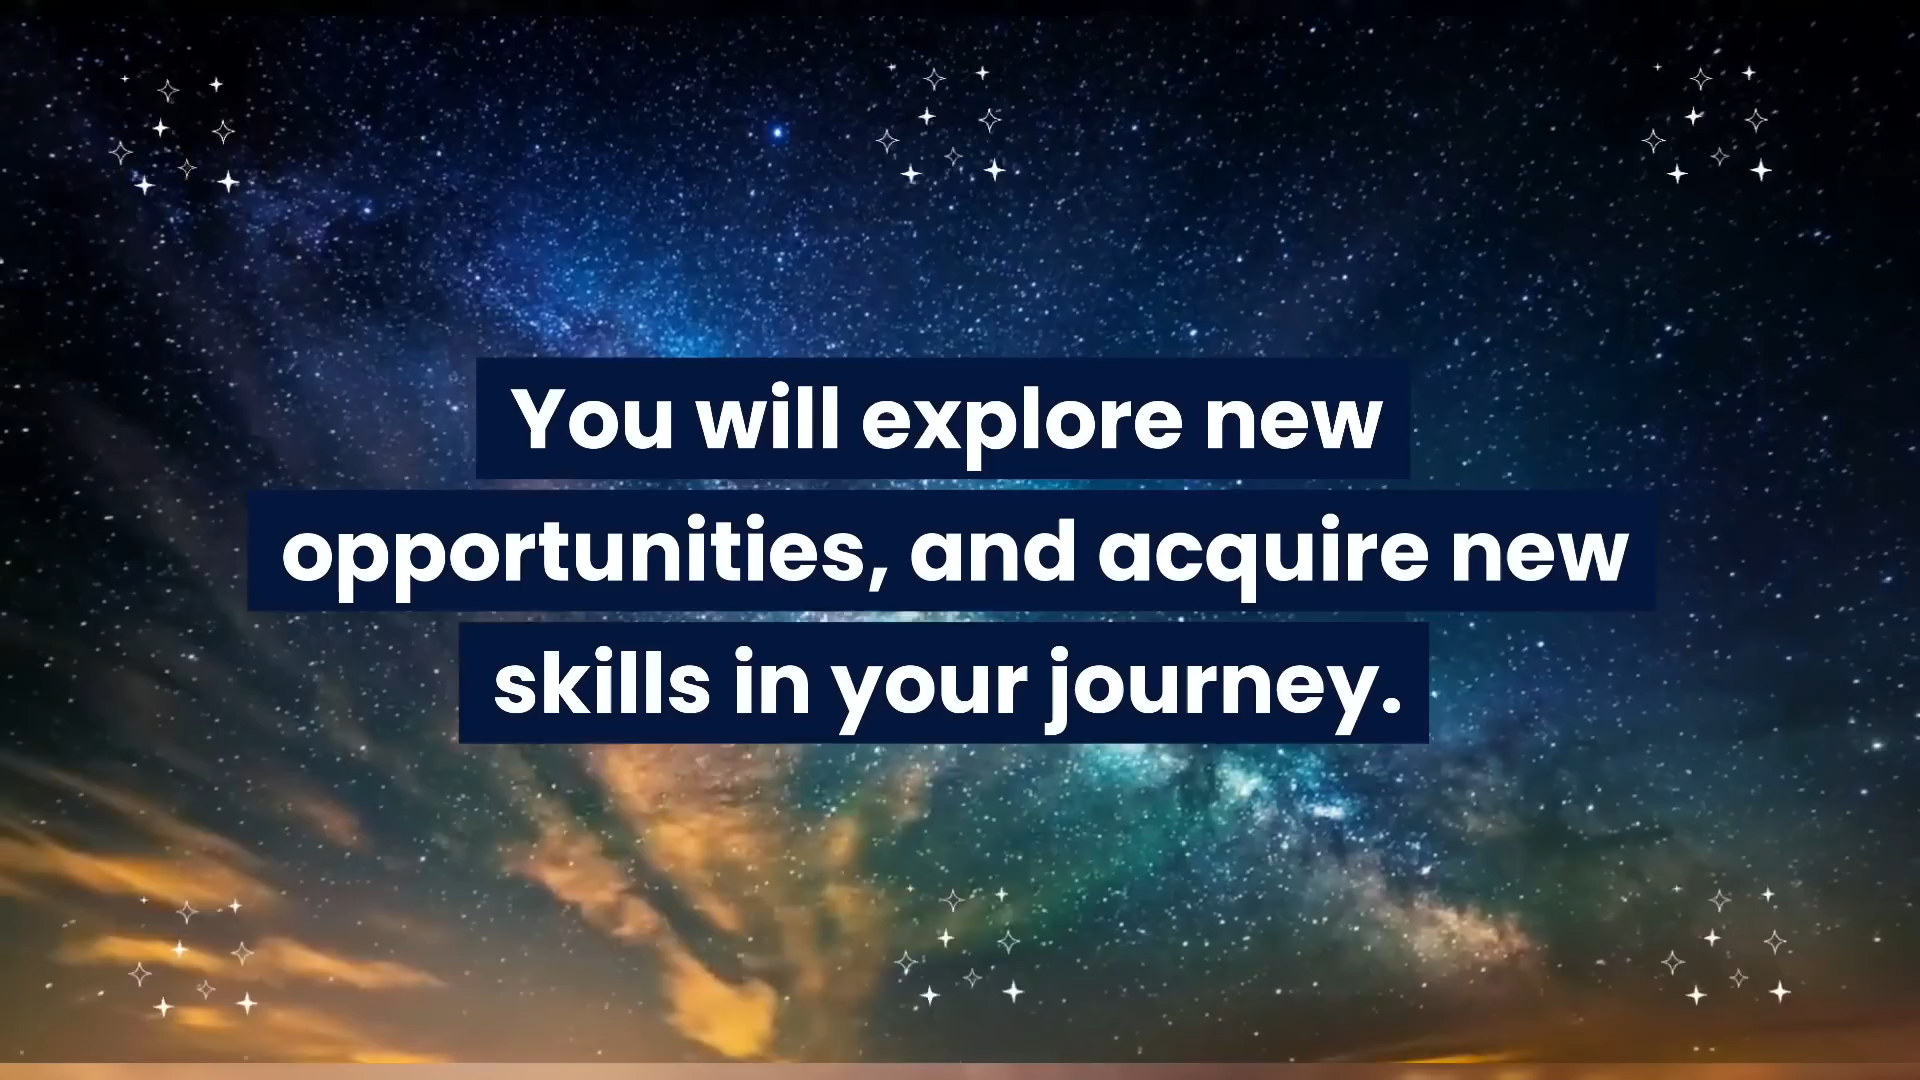 You will explore new
opportunities, and acquire new
skills in your journey.